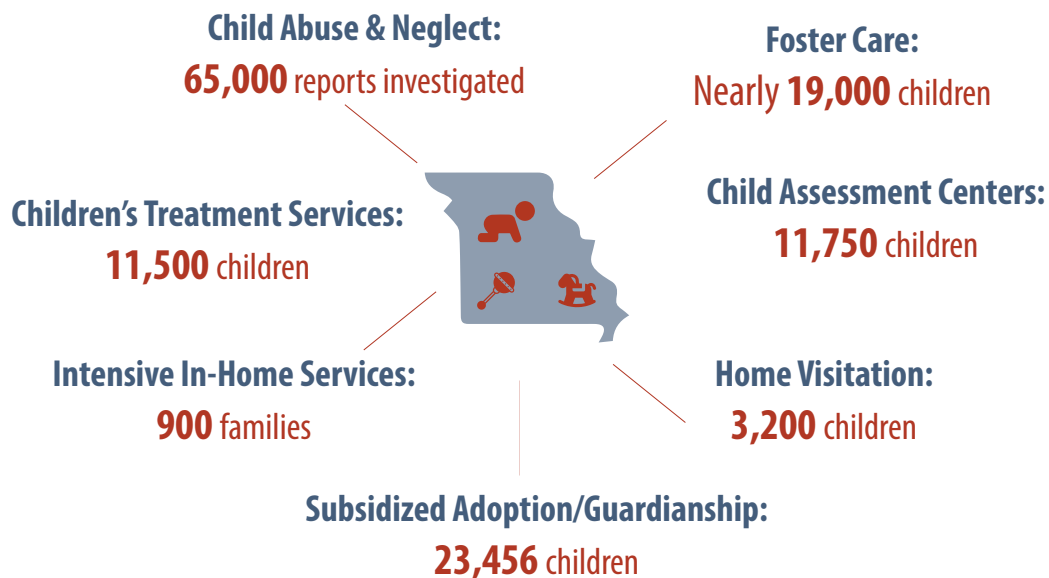 Child Abuse & Neglect:
65,000 reports investigated
Foster Care:
Nearly 19,000 children
Children’s Treatment Services:
11,500 children
Child Assessment Centers:
11,750 children
Intensive In-Home Services:
900 families
Home Visitation:
3,200 children
Subsidized Adoption/Guardianship:
23,456 children